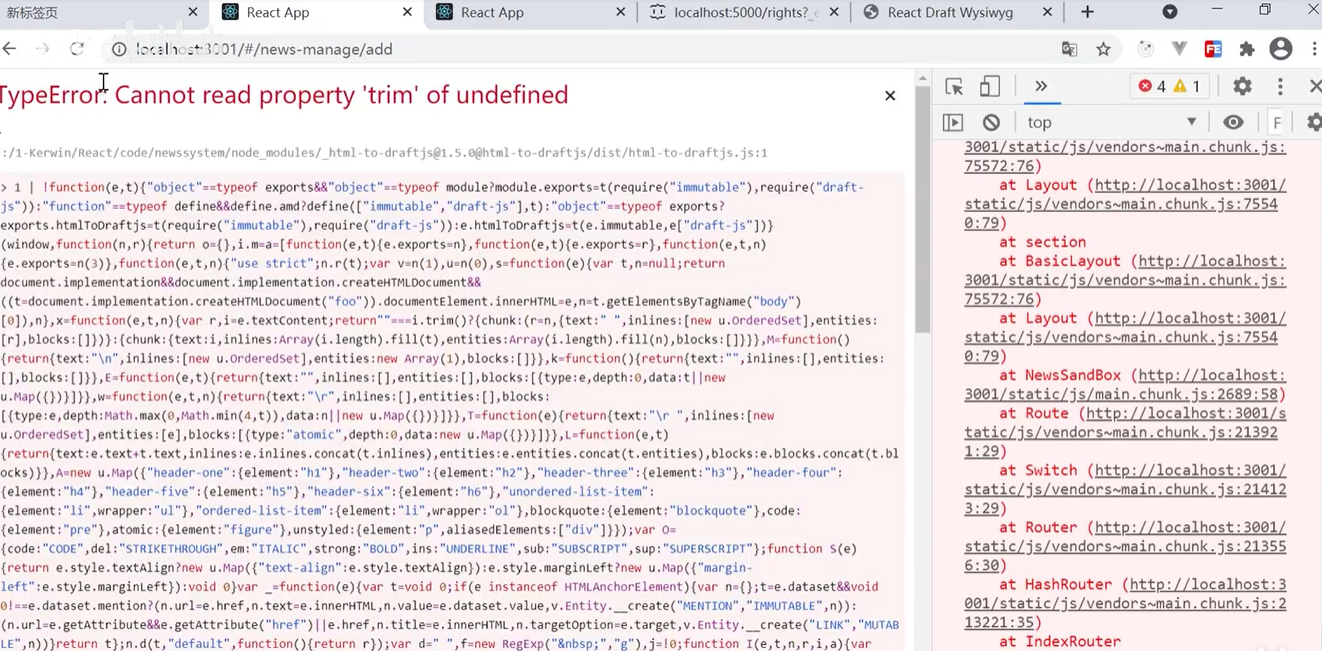 新标签页
React App
React App
localhost:5000/rights?_e
React Draft Wysiwyg
localhost:3001/#/news-manage/add
TypeError: Cannot read property 'trim' of undefined
:/1-Kerwin/React/code/newssystem/node_modules/_html-to-draftjs@1.5.0@html-to-draftjs/dist/html-to-draftjs.js:1
> 1 | !function(e,t){"object"==typeof exports&&"object"==typeof module?module.exports=t(require("immutable"),require("draft-
js")):"function"==typeof define&&define.amd?define(["immutable","draft-js"],t):"object"==typeof exports?
exports.htmlToDraftjs=t(require("immutable"),require("draft-js")):e.htmlToDraftjs=t(e.immutable,e["draft-js"])}
(window,function(n,r){return o={},i.m=a=[function(e,t){e.exports=n},function(e,t){e.exports=r},function(e,t,n)
{e.exports=n(3)},function(e,t,n){"use strict";n.r(t);var v=n(1),u=n(0),s=function(e){var t,n=null;return
document.implementation&&document.implementation.createHTMLDocument&&
((t=document.implementation.createHTMLDocument("foo")).documentElement.innerHTML=e,n=t.getElementsByTagName("body")
[0]),n},x=function(e,t,n){var r,i=e.textContent;return""===i.trim()?{chunk:(r=n,{text:" ",inlines:[new u.OrderedSet],entities:
[r],blocks:[]})}:{chunk:{text:i,inlines:Array(i.length).fill(t),entities:Array(i.length).fill(n),blocks:[]}}},M=function()
{return{text:"\n",inlines:[new u.OrderedSet],entities:new Array(1),blocks:[]}},k=function(){return{text:"",inlines:[],entities:
[],blocks:[]}},E=function(e,t){return{text:"",inlines:[],entities:[],blocks:[{type:e,depth:0,data:t||new
u.Map({})}]}},w=function(e,t,n){return{text:"\r",inlines:[],entities:[],blocks:
[{type:e,depth:Math.max(0,Math.min(4,t)),data:n||new u.Map({})}]}},T=function(e){return{text:"\r ",inlines:[new
u.OrderedSet],entities:[e],blocks:[{type:"atomic",depth:0,data:new u.Map({})}]}},L=function(e,t)
{return{text:e.text+t.text,inlines:e.inlines.concat(t.inlines),entities:e.entities.concat(t.entities),blocks:e.blocks.concat(t.bl
ocks)}},A=new u.Map({"header-one":{element:"h1"},"header-two":{element:"h2"},"header-three":{element:"h3"},"header-four":
{element:"h4"},"header-five":{element:"h5"},"header-six":{element:"h6"},"unordered-list-item":
{element:"li",wrapper:"ul"},"ordered-list-item":{element:"li",wrapper:"ol"},blockquote:{element:"blockquote"},code:
{element:"pre"},atomic:{element:"figure"},unstyled:{element:"p",aliasedElements:["div"]}});var O=
{code:"CODE",del:"STRIKETHROUGH",em:"ITALIC",strong:"BOLD",ins:"UNDERLINE",sub:"SUBSCRIPT",sup:"SUPERSCRIPT"};function S(e)
{return e.style.textAlign?new u.Map({"text-align":e.style.textAlign}):e.style.marginLeft?new u.Map({"margin-
left":e.style.marginLeft}):void 0}var _=function(e){var t=void 0;if(e instanceof HTMLAnchorElement){var n={};t=e.dataset&&void
0!==e.dataset.mention?(n.url=e.href,n.text=e.innerHTML,n.value=e.dataset.value,v.Entity.__create("MENTION","IMMUTABLE",n)):
(n.url=e.getAttribute&&e.getAttribute("href")||e.href,n.title=e.innerHTML,n.targetOption=e.target,v.Entity.__create("LINK","MUTAB
LE",n))}return t};n.d(t,"default",function(){return r});var d=" ",f=new RegExp("&nbsp;","g"),j=!0;function I(e,t,n,r,i,a){var
4 1
top
F
3001/static/js/vendors~main.chunk.js:
75572:76)
at Layout (http://localhost:3001/
static/js/vendors~main.chunk.js:7554
0:79)
at section
at BasicLayout (http://localhost:
3001/static/js/vendors~main.chunk.js:
75572:76)
at Layout (http://localhost:3001/
static/js/vendors~main.chunk.js:7554
0:79)
at NewsSandBox (http://localhost:
3001/static/js/main.chunk.js:2689:58)
at Route (http://localhost:3001/s
tatic/js/vendors~main.chunk.js:21392
1:29)
at Switch (http://localhost:3001/
static/js/vendors~main.chunk.js:21412
3:29)
at Router (http://localhost:3001/
static/js/vendors~main.chunk.js:21355
6:30)
at HashRouter (http://localhost:3
001/static/js/vendors~main.chunk.js:2
13221:35)
at IndexRouter